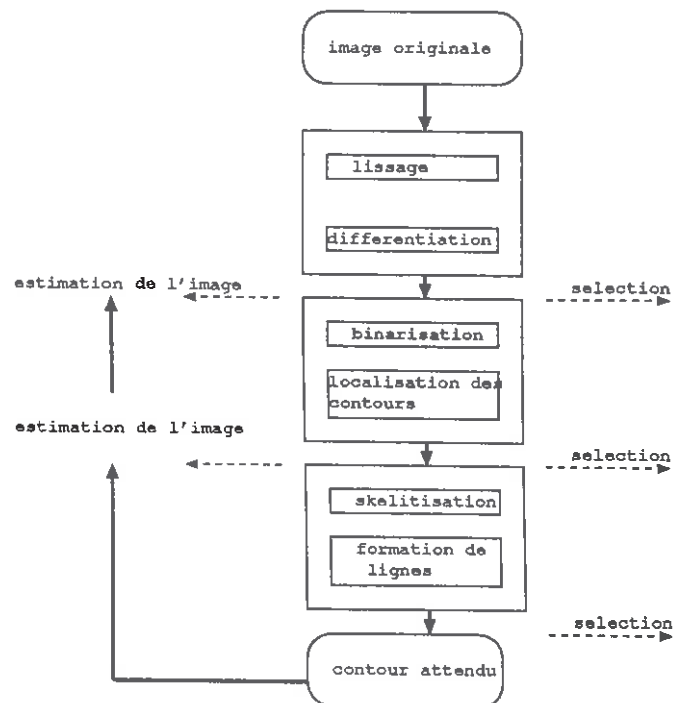 image originale
lissage
differentiation
estimation de l'image
selection
binarisation
localisation des
contours
estimation de l'image
selection
skelitisation
formation de
lignes
selection
contour attendu